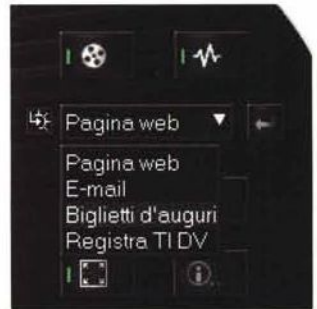 Pagina web
Pagina web
E-mail
Biglietti d'auguri
Registra TI DV